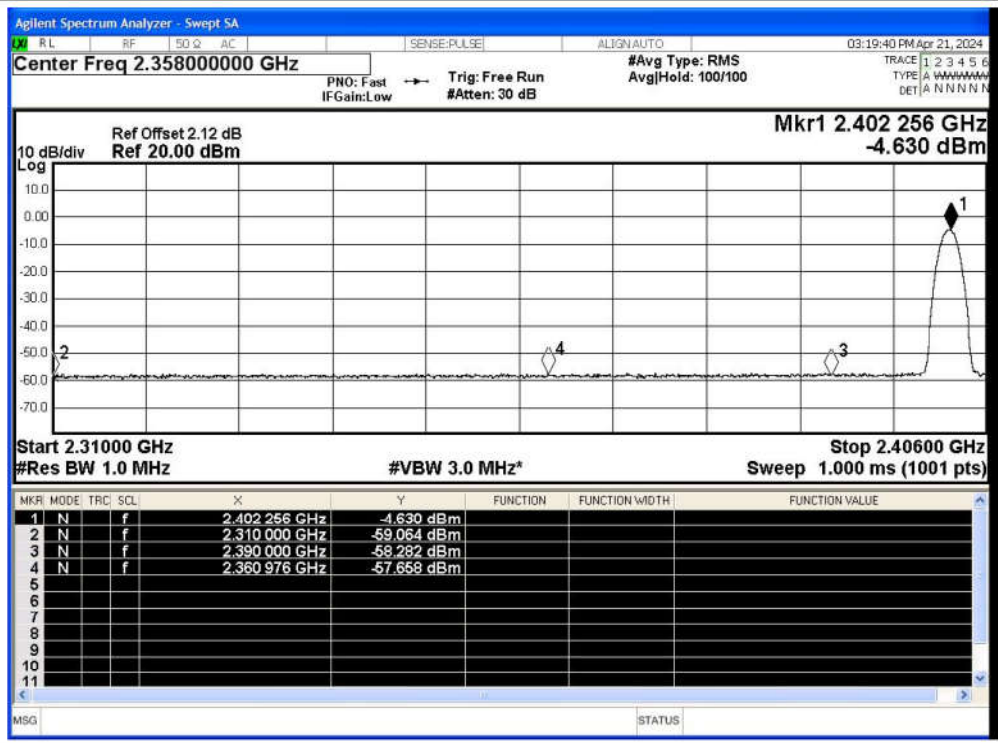 Agilent Spectrum Analyzer - Swept SA
LXI RL RF 50 Ω AC SENSE:PULSE ALIGNAUTO 03:19:40 PM Apr 21, 2024
Center Freq 2.358000000 GHz
PNO: Fast
IFGain:Low
Trig: Free Run
#Atten: 30 dB
#Avg Type: RMS
Avg|Hold: 100/100
TRACE 1 2 3 4 5 6
TYPE A WWWWW
DET A N N N N N
Ref Offset 2.12 dB
10 dB/div Ref 20.00 dBm
Log
Mkr1 2.402 256 GHz
-4.630 dBm
10.0
0.00
-10.0
-20.0
-30.0
-40.0
-50.0
-60.0
-70.0
1
2
4
3
Start 2.31000 GHz Stop 2.40600 GHz
#Res BW 1.0 MHz #VBW 3.0 MHz* Sweep 1.000 ms (1001 pts)
MKR MODE TRC SCL X Y FUNCTION FUNCTION WIDTH FUNCTION VALUE
1 N f 2.402 256 GHz -4.630 dBm
2 N f 2.310 000 GHz -59.064 dBm
3 N f 2.390 000 GHz -58.282 dBm
4 N f 2.360 976 GHz -57.658 dBm
5
6
7
8
9
10
11
MSG STATUS